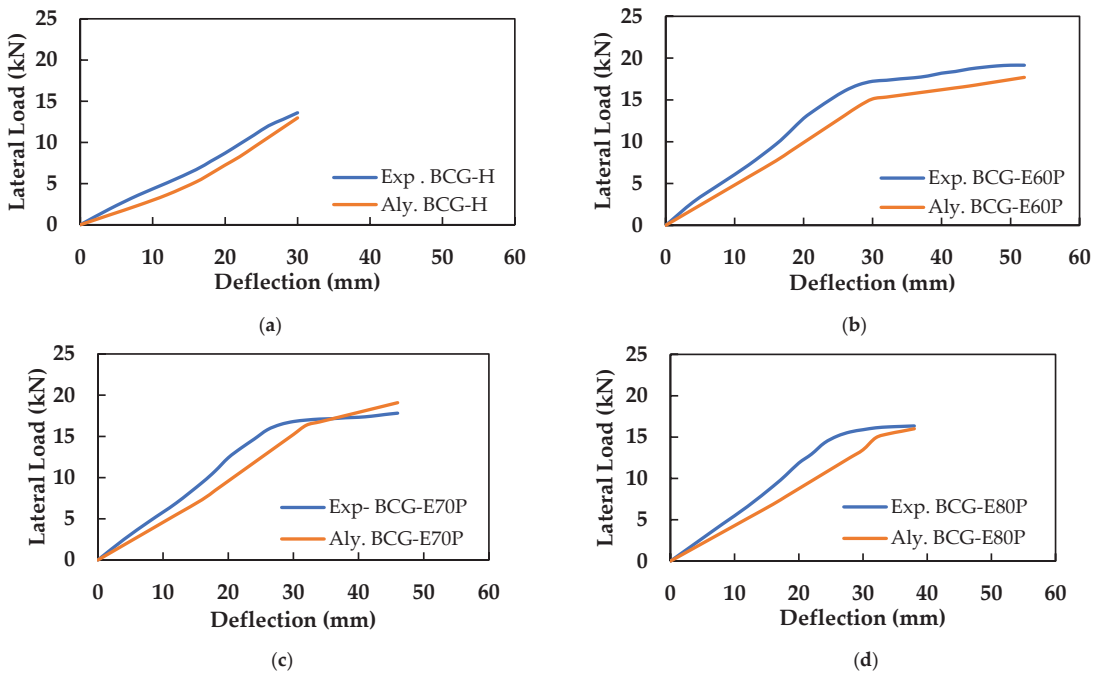 25
20
15
10
5
0
Lateral Load (kN)
Exp . BCG-H
Aly. BCG-H
0 10 20 30 40 50 60
Deflection (mm)
(a)
25
20
15
10
5
0
Lateral Load (kN)
Exp. BCG-E60P
Aly. BCG-E60P
0 10 20 30 40 50 60
Deflection (mm)
(b)
25
20
15
10
5
0
Lateral Load (kN)
Exp- BCG-E70P
Aly. BCG-E70P
0 10 20 30 40 50 60
Deflection (mm)
(c)
25
20
15
10
5
0
Lateral Load (kN)
Exp. BCG-E80P
Aly. BCG-E80P
0 10 20 30 40 50 60
Deflection (mm)
(d)